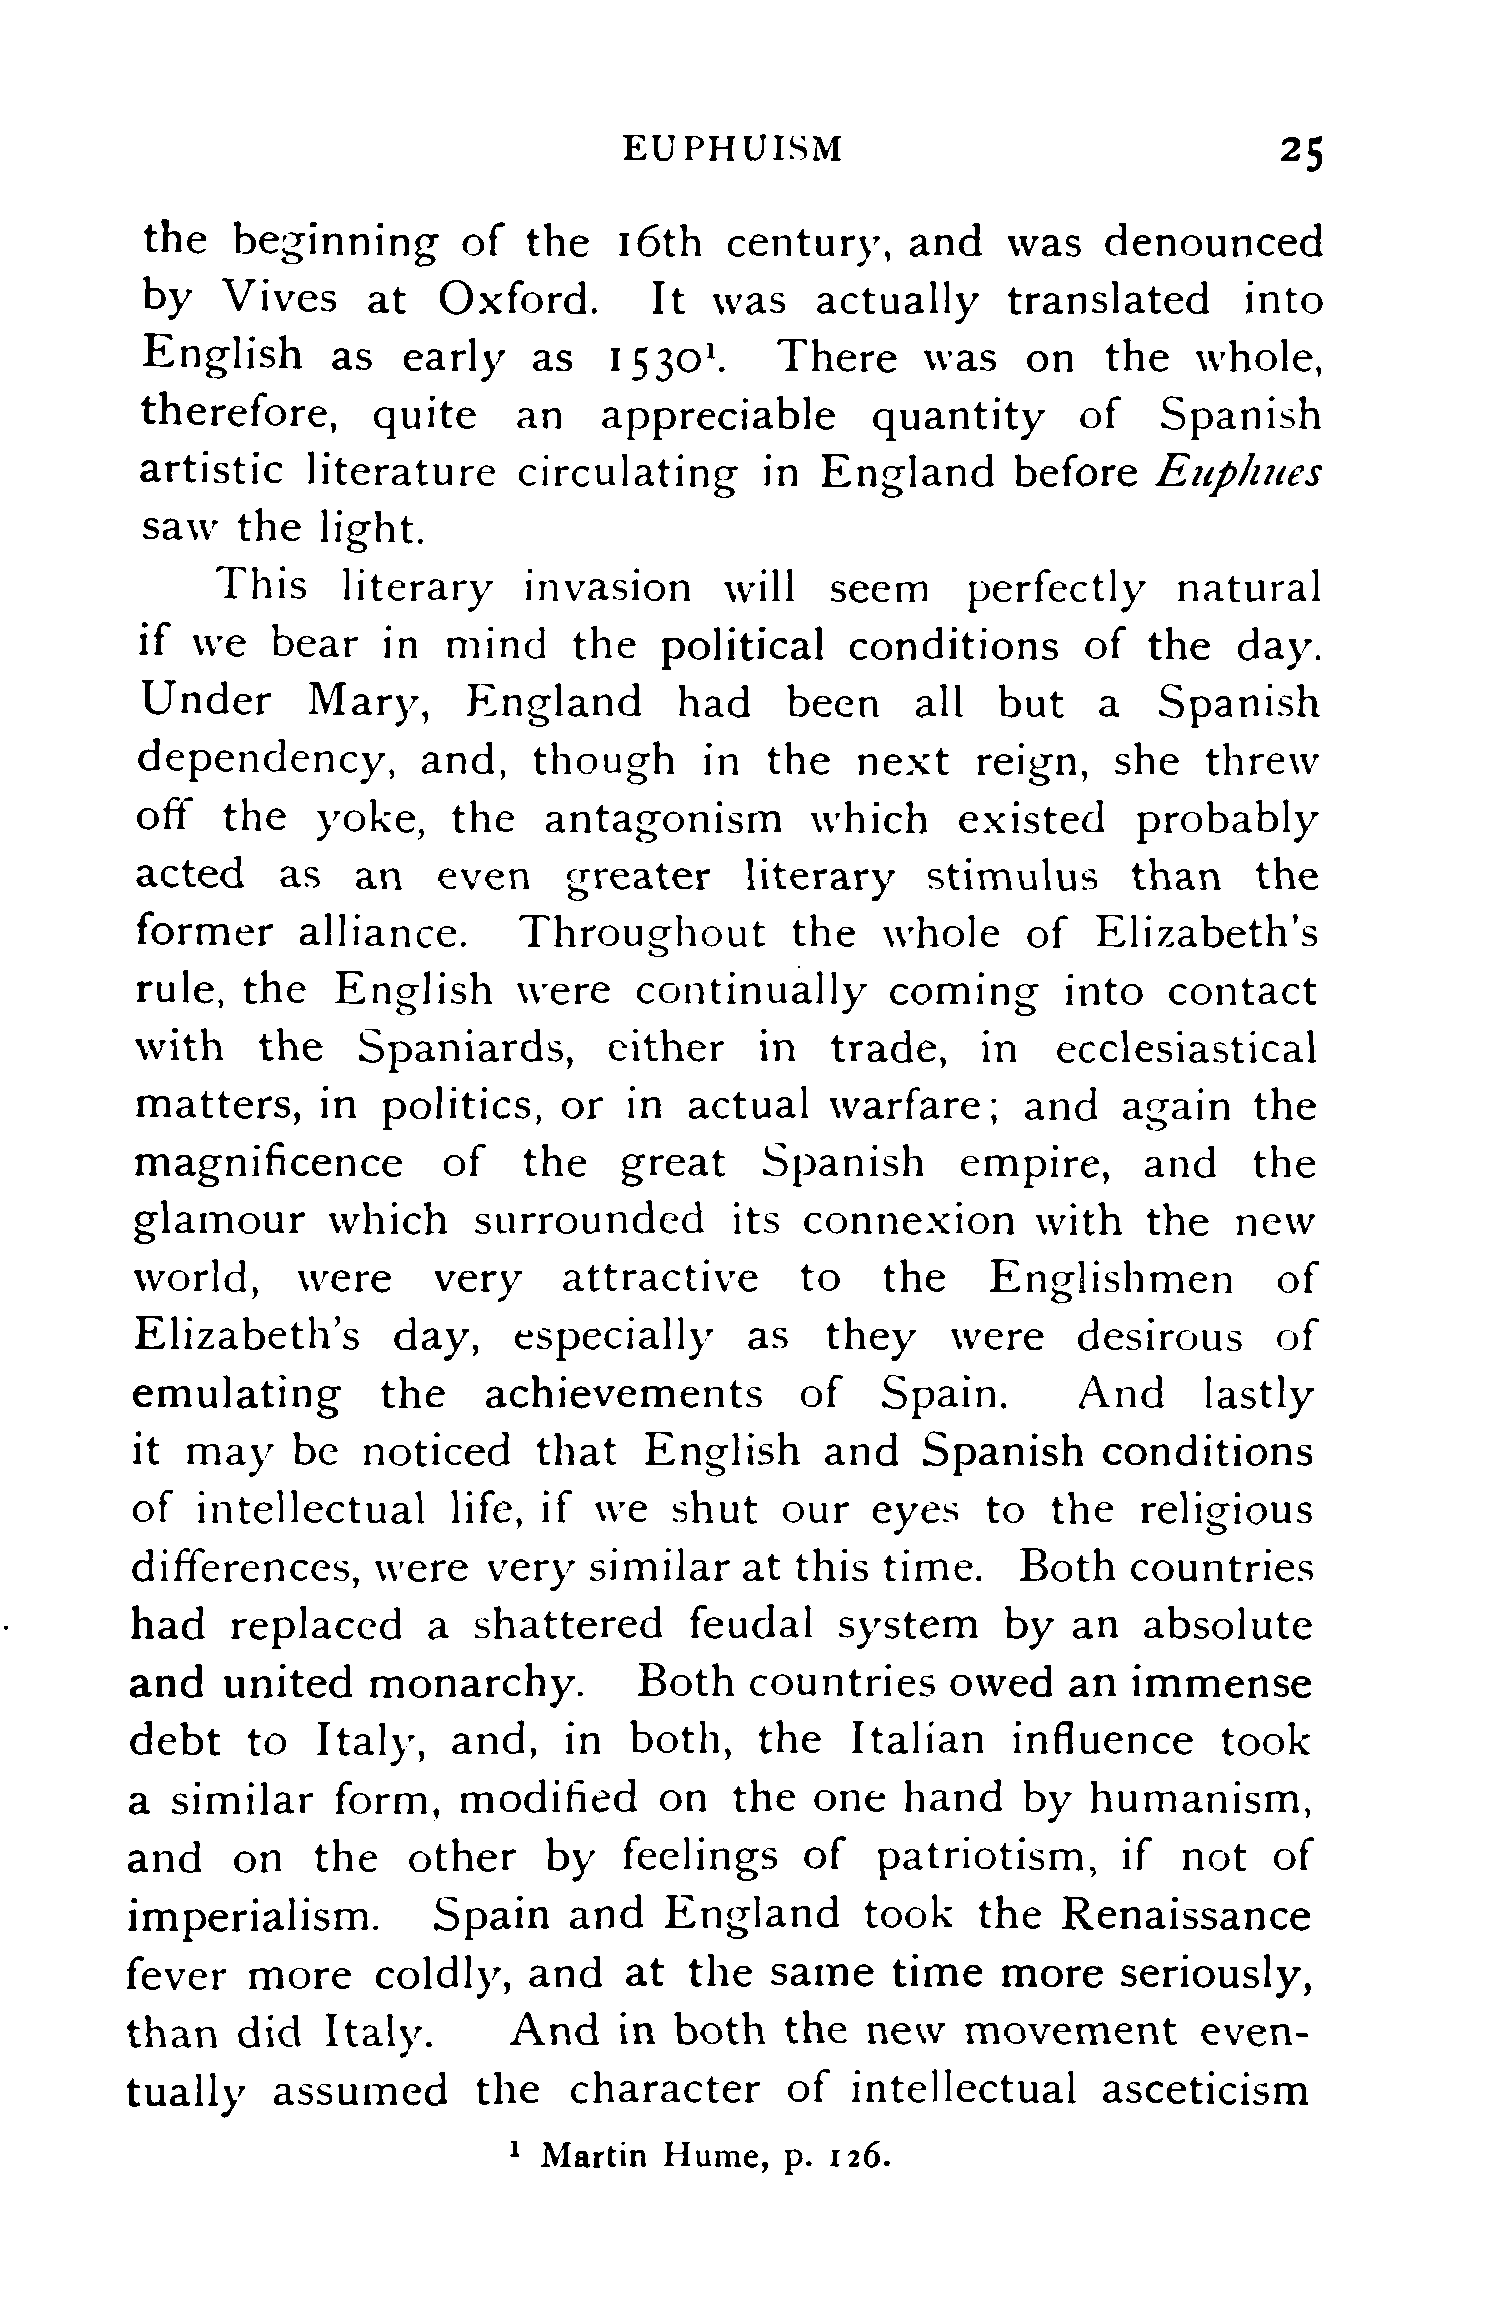 EUPHUISM 25
the beginning of the 16th century, and was denounced
by Vives at Oxford. It was actually translated into
English as early as 1530¹. There was on the whole,
therefore, quite an appreciable quantity of Spanish
artistic literature circulating in England before Euphues
saw the light.
This literary invasion will seem perfectly natural
if we bear in mind the political conditions of the day.
Under Mary, England had been all but a Spanish
dependency, and, though in the next reign, she threw
off the yoke, the antagonism which existed probably
acted as an even greater literary stimulus than the
former alliance. Throughout the whole of Elizabeth's
rule, the English were continually coming into contact
with the Spaniards, either in trade, in ecclesiastical
matters, in politics, or in actual warfare; and again the
magnificence of the great Spanish empire, and the
glamour which surrounded its connexion with the new
world, were very attractive to the Englishmen of
Elizabeth's day, especially as they were desirous of
emulating the achievements of Spain. And lastly
it may be noticed that English and Spanish conditions
of intellectual life, if we shut our eyes to the religious
differences, were very similar at this time. Both countries
had replaced a shattered feudal system by an absolute
and united monarchy. Both countries owed an immense
debt to Italy, and, in both, the Italian influence took
a similar form, modified on the one hand by humanism,
and on the other by feelings of patriotism, if not of
imperialism. Spain and England took the Renaissance
fever more coldly, and at the same time more seriously,
than did Italy. And in both the new movement even-
tually assumed the character of intellectual asceticism
¹ Martin Hume, p. 126.